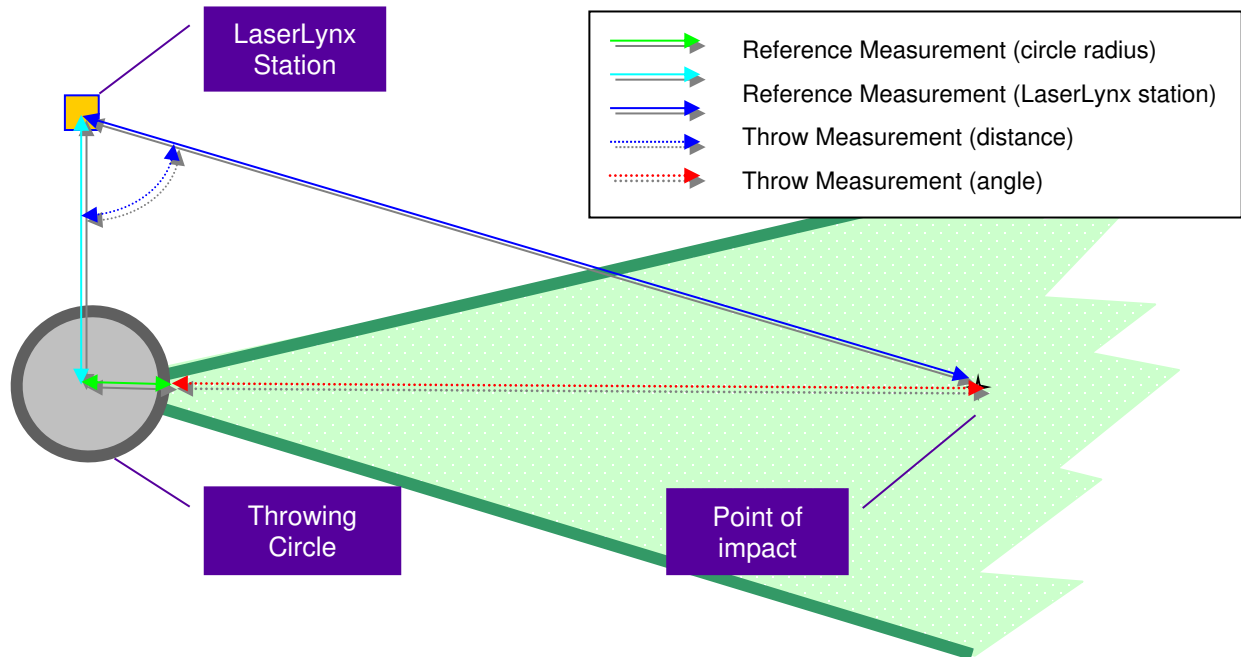 LaserLynx
Station
Reference Measurement (circle radius)
Reference Measurement (LaserLynx station)
Throw Measurement (distance)
Throw Measurement (angle)
Throwing
Circle
Point of
impact